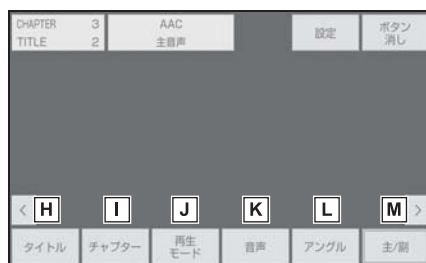 CHAPTER 3
TITLE 2
AAC
主音声
設定
ボタン
消し
< H I J K L M >
タイトル
チャプター
再生
モード
音声
アングル
主/副